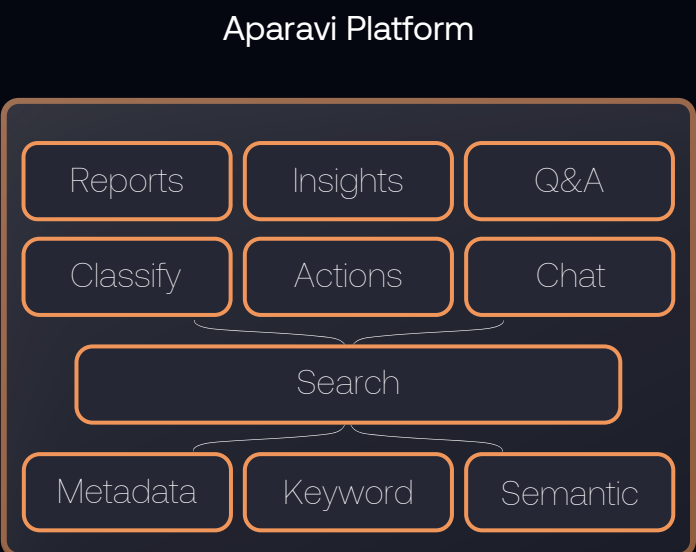 Aparavi Platform
Reports Insights Q&A
Classify Actions Chat
Search
Metadata Keyword Semantic